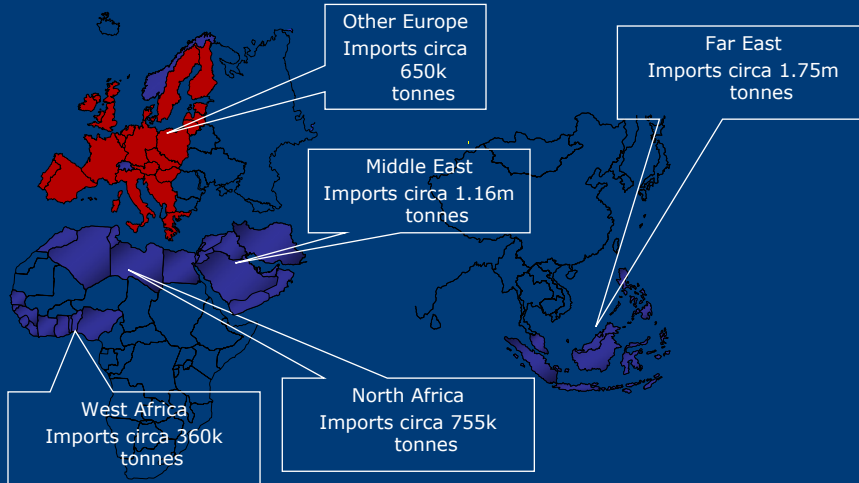 Other Europe
Imports circa
650k
tonnes
Far East
Imports circa 1.75m
tonnes
Middle East
Imports circa 1.16m
tonnes
West Africa
Imports circa 360k
tonnes
North Africa
Imports circa 755k
tonnes